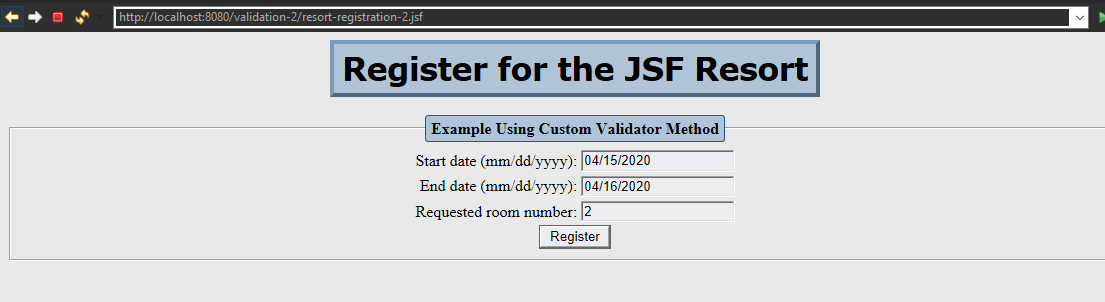 http://localhost:8080/validation-2/resort-registration-2.jsf
Register for the JSF Resort
Example Using Custom Validator Method
Start date (mm/dd/yyyy): 04/15/2020
End date (mm/dd/yyyy): 04/16/2020
Requested room number: 2
Register